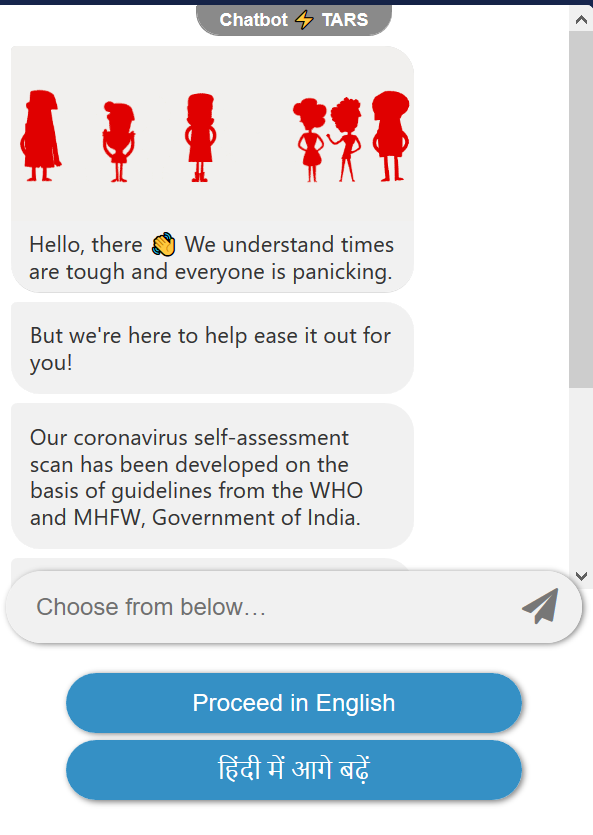 Chatbot ⚡ TARS
Hello, there 👋 We understand times
are tough and everyone is panicking.
But we're here to help ease it out for
you!
Our coronavirus self-assessment
scan has been developed on the
basis of guidelines from the WHO
and MHFW, Government of India.
Choose from below...
Proceed in English
हिंदी में आगे बढ़ें